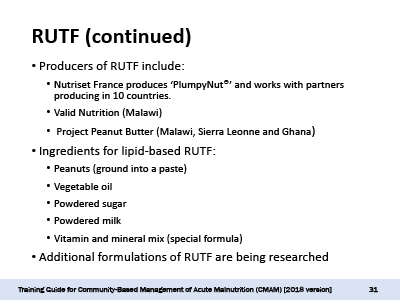 RUTF (continued)
• Producers of RUTF include:
• Nutriset France produces ‘PlumpyNut®’ and works with partners
producing in 10 countries.
• Valid Nutrition (Malawi)
• Project Peanut Butter (Malawi, Sierra Leonne and Ghana)
• Ingredients for lipid-based RUTF:
• Peanuts (ground into a paste)
• Vegetable oil
• Powdered sugar
• Powdered milk
• Vitamin and mineral mix (special formula)
• Additional formulations of RUTF are being researched
Training Guide for Community-Based Management of Acute Malnutrition (CMAM) [2018 version] 31